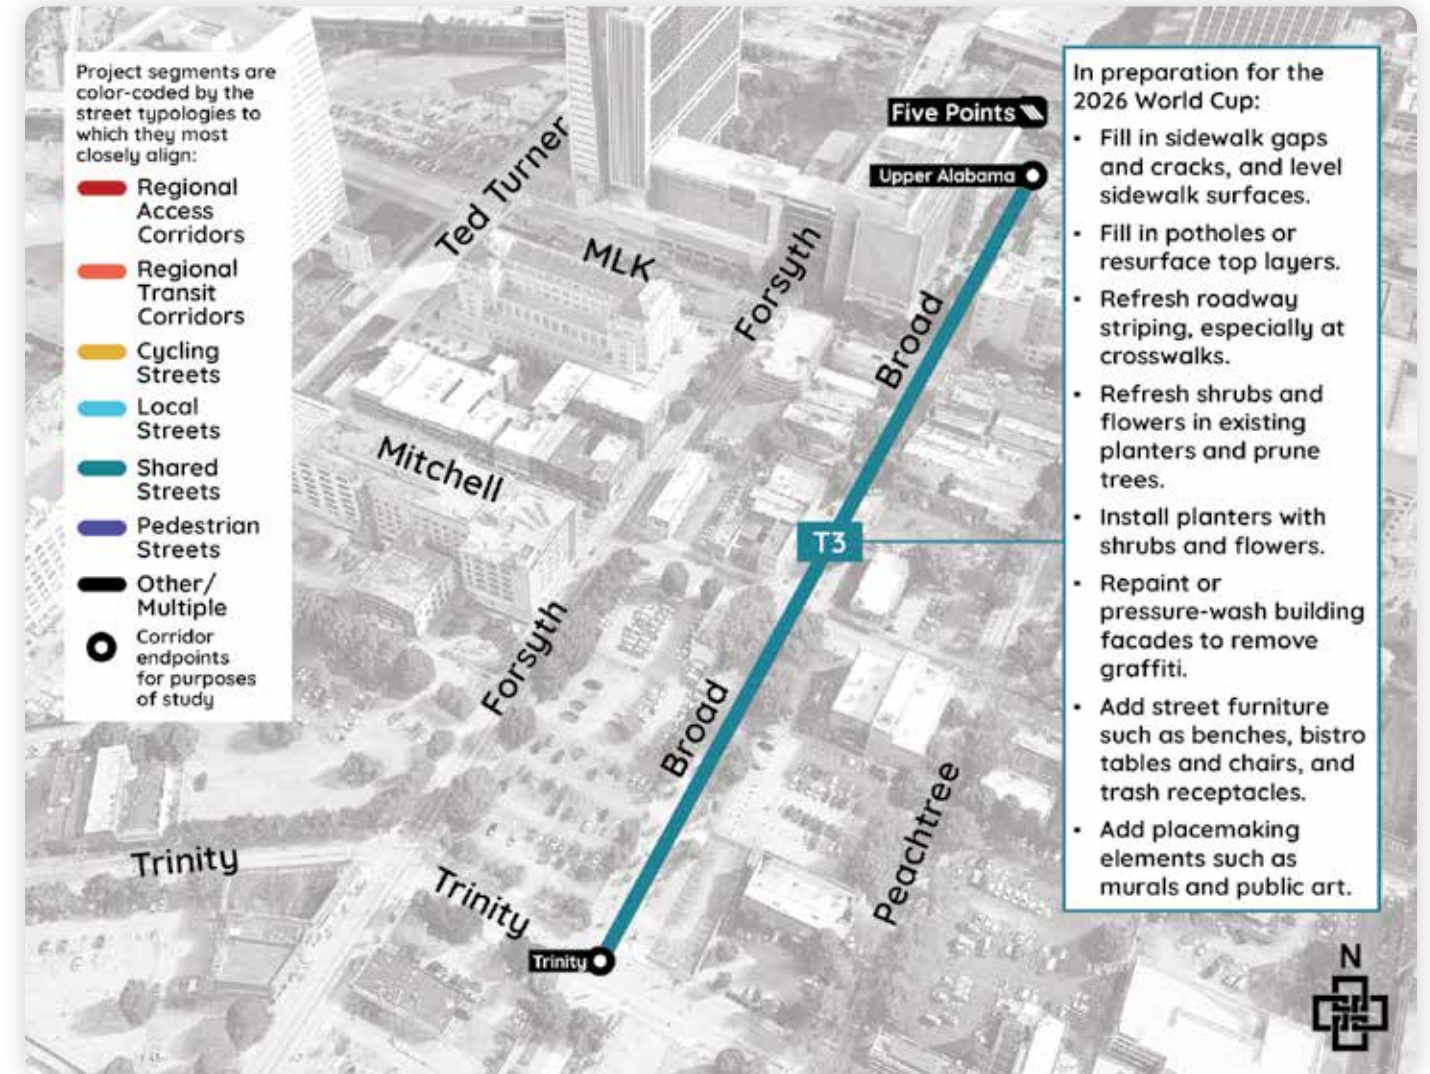 Project segments are
color-coded by the
street typologies to
which they most
closely align:
Regional
Access
Corridors
Regional
Transit
Corridors
Cycling
Streets
Local
Streets
Shared
Streets
Pedestrian
Streets
Other/
Multiple
Corridor
endpoints
for purposes
of study
Ted Turner
MLK
Forsyth
Broad
Five Points
Upper Alabama
Mitchell
T3
Forsyth
Broad
Peachtree
Trinity
Trinity
Trinity
In preparation for the
2026 World Cup:
• Fill in sidewalk gaps
and cracks, and level
sidewalk surfaces.
• Fill in potholes or
resurface top layers.
• Refresh roadway
striping, especially at
crosswalks.
• Refresh shrubs and
flowers in existing
planters and prune
trees.
• Install planters with
shrubs and flowers.
• Repaint or
pressure-wash building
facades to remove
graffiti.
• Add street furniture
such as benches, bistro
tables and chairs, and
trash receptacles.
• Add placemaking
elements such as
murals and public art.
N